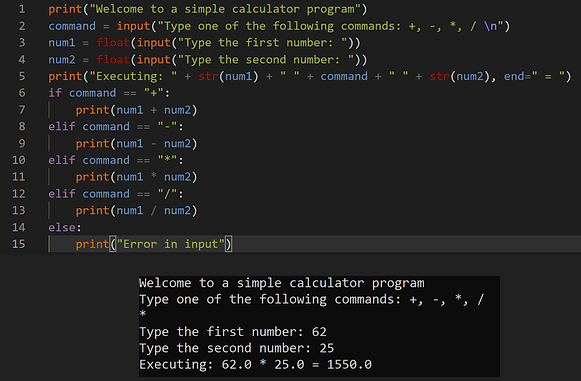 1 print("Welcome to a simple calculator program")
2 command = input("Type one of the following commands: +, -, *, / \n")
3 num1 = float(input("Type the first number: "))
4 num2 = float(input("Type the second number: "))
5 print("Executing: " + str(num1) + " " + command + " " + str(num2), end=" = ")
6 if command == "+":
7     print(num1 + num2)
8 elif command == "-":
9     print(num1 - num2)
10 elif command == "*":
11     print(num1 * num2)
12 elif command == "/":
13     print(num1 / num2)
14 else:
15     print("Error in input")
Welcome to a simple calculator program
Type one of the following commands: +, -, *, /
*
Type the first number: 62
Type the second number: 25
Executing: 62.0 * 25.0 = 1550.0